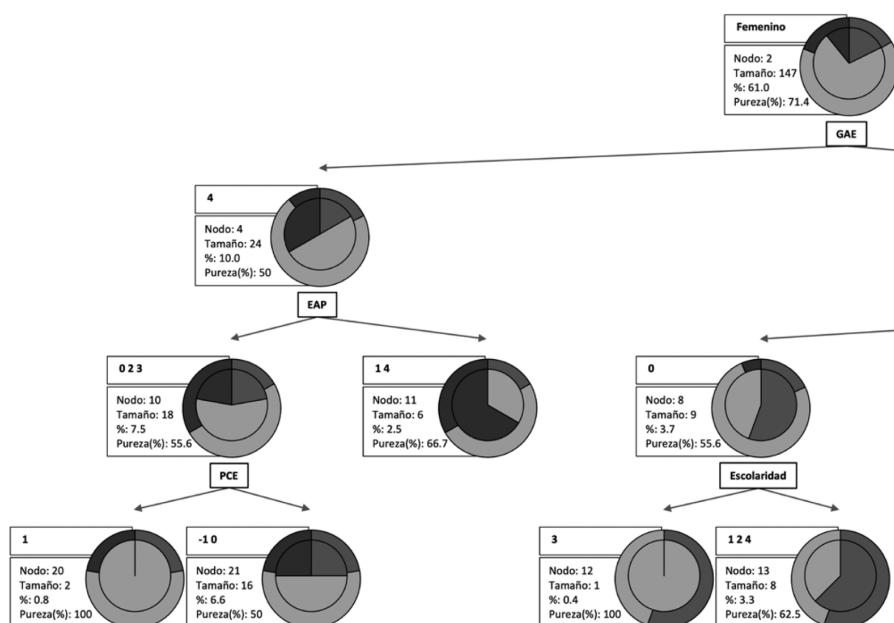 Femenino
Nodo: 2
Tamaño: 147
%: 61.0
Pureza(%): 71.4
GAE
4
Nodo: 4
Tamaño: 24
%: 10.0
Pureza(%): 50
EAP
0 2 3
Nodo: 10
Tamaño: 18
%: 7.5
Pureza(%): 55.6
PCE
1 4
Nodo: 11
Tamaño: 6
%: 2.5
Pureza(%): 66.7
0
Nodo: 8
Tamaño: 9
%: 3.7
Pureza(%): 55.6
Escolaridad
1
Nodo: 20
Tamaño: 2
%: 0.8
Pureza(%): 100
-1 0
Nodo: 21
Tamaño: 16
%: 6.6
Pureza(%): 50
3
Nodo: 12
Tamaño: 1
%: 0.4
Pureza(%): 100
1 2 4
Nodo: 13
Tamaño: 8
%: 3.3
Pureza(%): 62.5